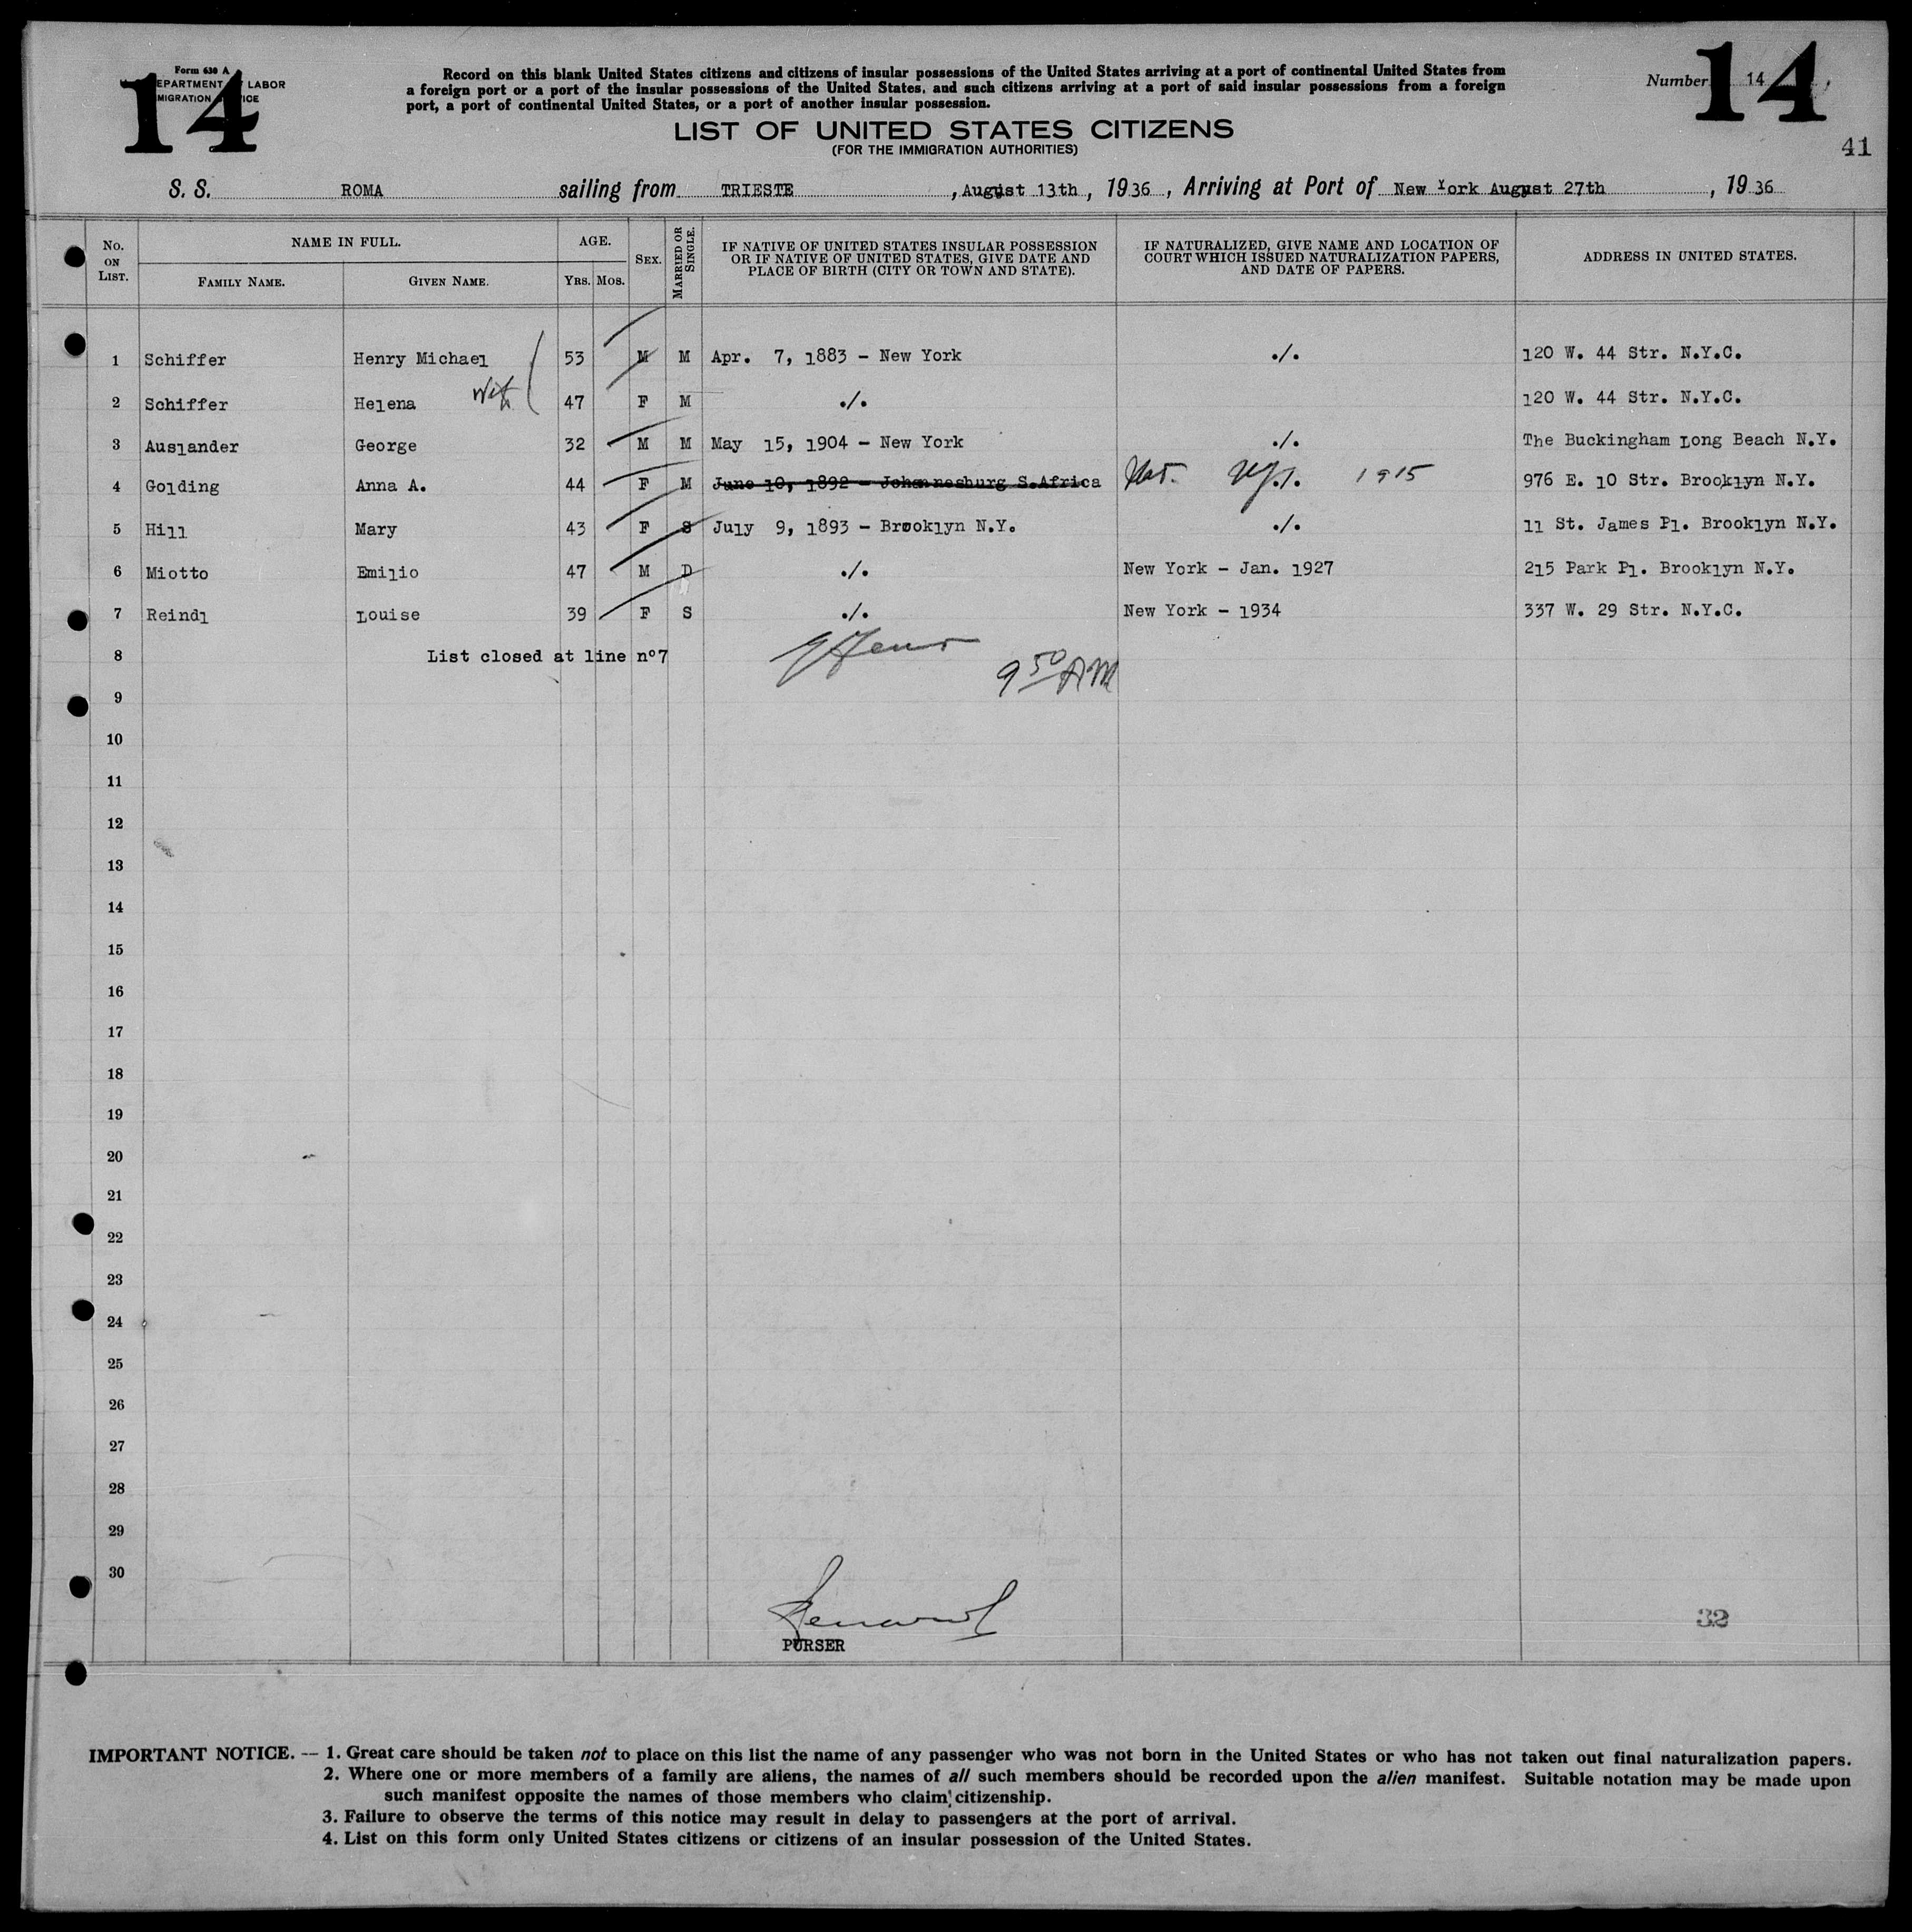 Form 630 A
DEPARTMENT OF LABOR
IMMIGRATION SERVICE
14
Record on this blank United States citizens and citizens of insular possessions of the United States arriving at a port of continental United States from
a foreign port or a port of the insular possessions of the United States, and such citizens arriving at a port of said insular possessions from a foreign
port, a port of continental United States, or a port of another insular possession.
Number 14
14
LIST OF UNITED STATES CITIZENS
(FOR THE IMMIGRATION AUTHORITIES)
41
S. S. ROMA sailing from TRIESTE, August 13th, 1936, Arriving at Port of New York August 27th, 1936
No. ON LIST. NAME IN FULL. FAMILY NAME. GIVEN NAME. AGE. YRS. MOS. SEX. MARRIED OR SINGLE. IF NATIVE OF UNITED STATES INSULAR POSSESSION OR IF NATIVE OF UNITED STATES, GIVE DATE AND PLACE OF BIRTH (CITY OR TOWN AND STATE). IF NATURALIZED, GIVE NAME AND LOCATION OF COURT WHICH ISSUED NATURALIZATION PAPERS, AND DATE OF PAPERS. ADDRESS IN UNITED STATES.
1 Schiffer Henry Michael 53 M M Apr. 7, 1883 - New York ./. 120 W. 44 Str. N.Y.C.
2 Schiffer Helena Wife 47 F M ./. 120 W. 44 Str. N.Y.C.
3 Auslander George 32 M M May 15, 1904 - New York ./. The Buckingham Long Beach N.Y.
4 Golding Anna A. 44 F M June 10, 1892 - Johannesburg S.Africa 1915 976 E. 10 Str. Brooklyn N.Y.
5 Hill Mary 43 F S July 9, 1893 - Brooklyn N.Y. ./. 11 St. James Pl. Brooklyn N.Y.
6 Miotto Emilio 47 M D ./. New York - Jan. 1927 215 Park Pl. Brooklyn N.Y.
7 Reindl Louise 39 F S ./. New York - 1934 337 W. 29 Str. N.Y.C.
8 List closed at line n°7
9 9 50 AM
10
11
12
13
14
15
16
17
18
19
20
21
22
23
24
25
26
27
28
29
30
32
PURSER
IMPORTANT NOTICE. — 1. Great care should be taken not to place on this list the name of any passenger who was not born in the United States or who has not taken out final naturalization papers.
2. Where one or more members of a family are aliens, the names of all such members should be recorded upon the alien manifest. Suitable notation may be made upon
such manifest opposite the names of those members who claim citizenship.
3. Failure to observe the terms of this notice may result in delay to passengers at the port of arrival.
4. List on this form only United States citizens or citizens of an insular possession of the United States.